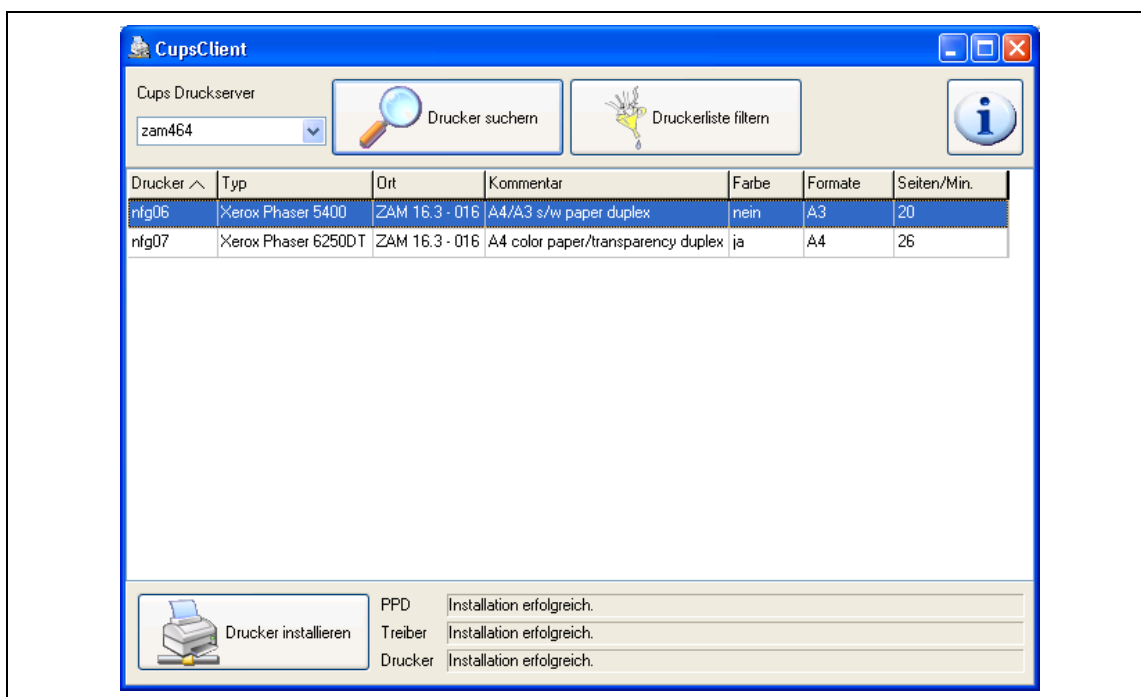 CupsClient
Cups Druckserver
zam464
Drucker suchern
Druckerliste filtern
Drucker Typ Ort Kommentar Farbe Formate Seiten/Min.
nfg06 Xerox Phaser 5400 ZAM 16.3 - 016 A4/A3 s/w paper duplex nein A3 20
nfg07 Xerox Phaser 6250DT ZAM 16.3 - 016 A4 color paper/transparency duplex ja A4 26
Drucker installieren
PPD Installation erfolgreich.
Treiber Installation erfolgreich.
Drucker Installation erfolgreich.